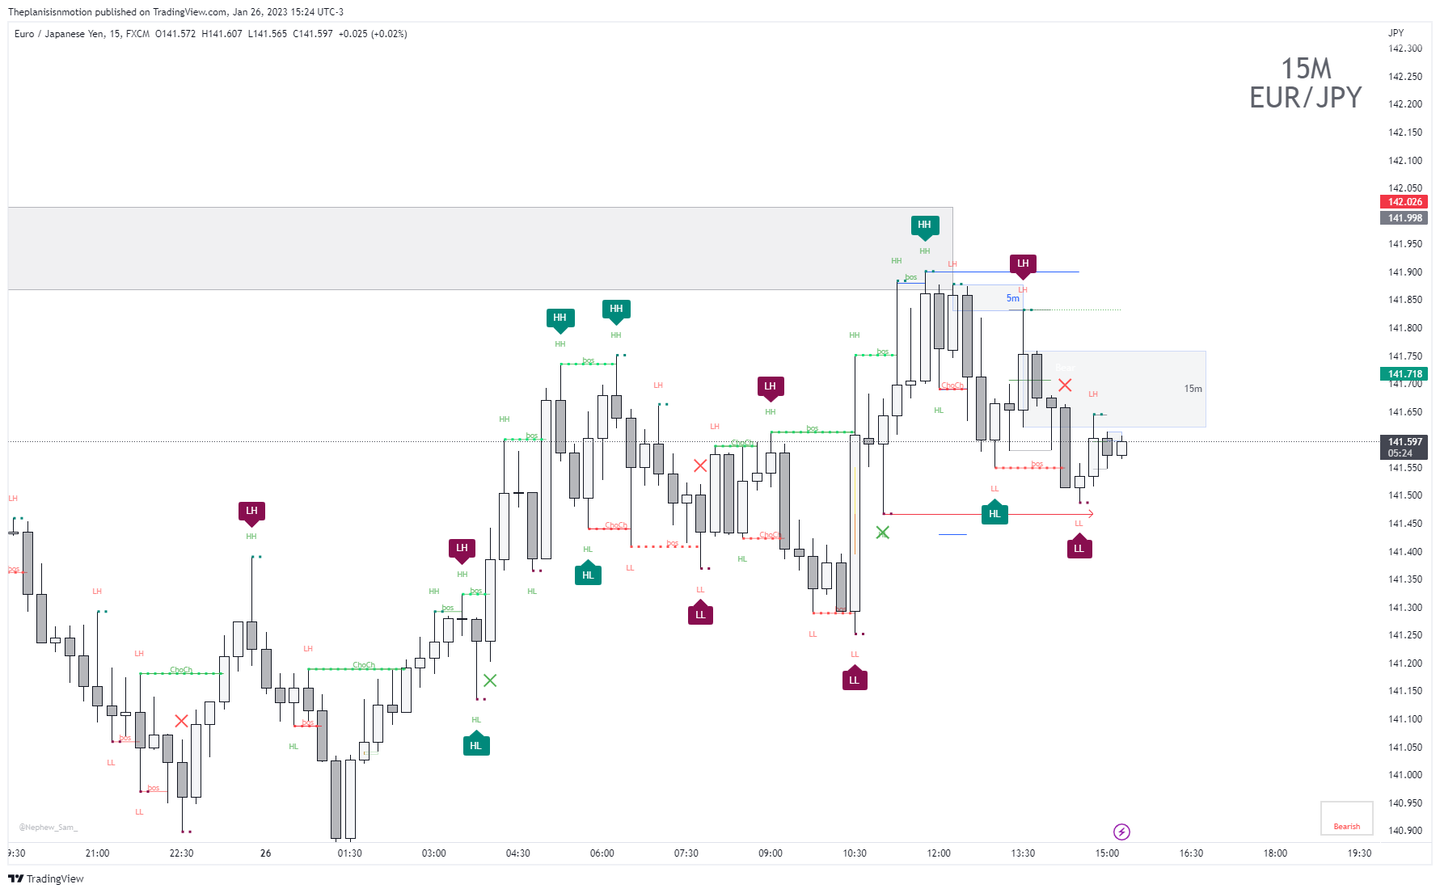 Theplanisisnmotion published on TradingView.com, Jan 26, 2023 15:24 UTC-3
Euro / Japanese Yen, 15, FXCM O141.572 H141.607 L141.565 C141.597 +0.025 (+0.02%)
JPY
142.300
15M
EUR/JPY
142.250
142.200
142.150
142.100
142.050
142.026
141.998
HH
141.950
HH
HH
LH
LH
141.900
bos
LH
5m
141.850
HH
HH
141.800
HH
HH
HH
141.750
bos
bos
141.718
141.700
LH
LH
HH
ChoCh
LH
15m
HL
141.650
HH
LH
bos
bos
ChoCh
141.597
05:24
bos
141.550
LH
LL
141.500
LH
HL
ChoCh
ChoCh
LL
141.450
HH
bos
LH
HL
HL
LL
141.400
bos
LL
HL
HH
141.350
LH
HH
bos
HL
LL
bos
LL
bos
141.300
LL
141.250
LH
LH
LL
141.200
ChoCh
ChoCh
LL
141.150
HL
141.100
bos
bos
HL
HL
141.050
LL
141.000
bos
140.950
LL
@Nephew_Sam_
Bearish
140.900
9:30 21:00 22:30 26 01:30 03:00 04:30 06:00 07:30 09:00 10:30 12:00 13:30 15:00 16:30 18:00 19:30
TradingView